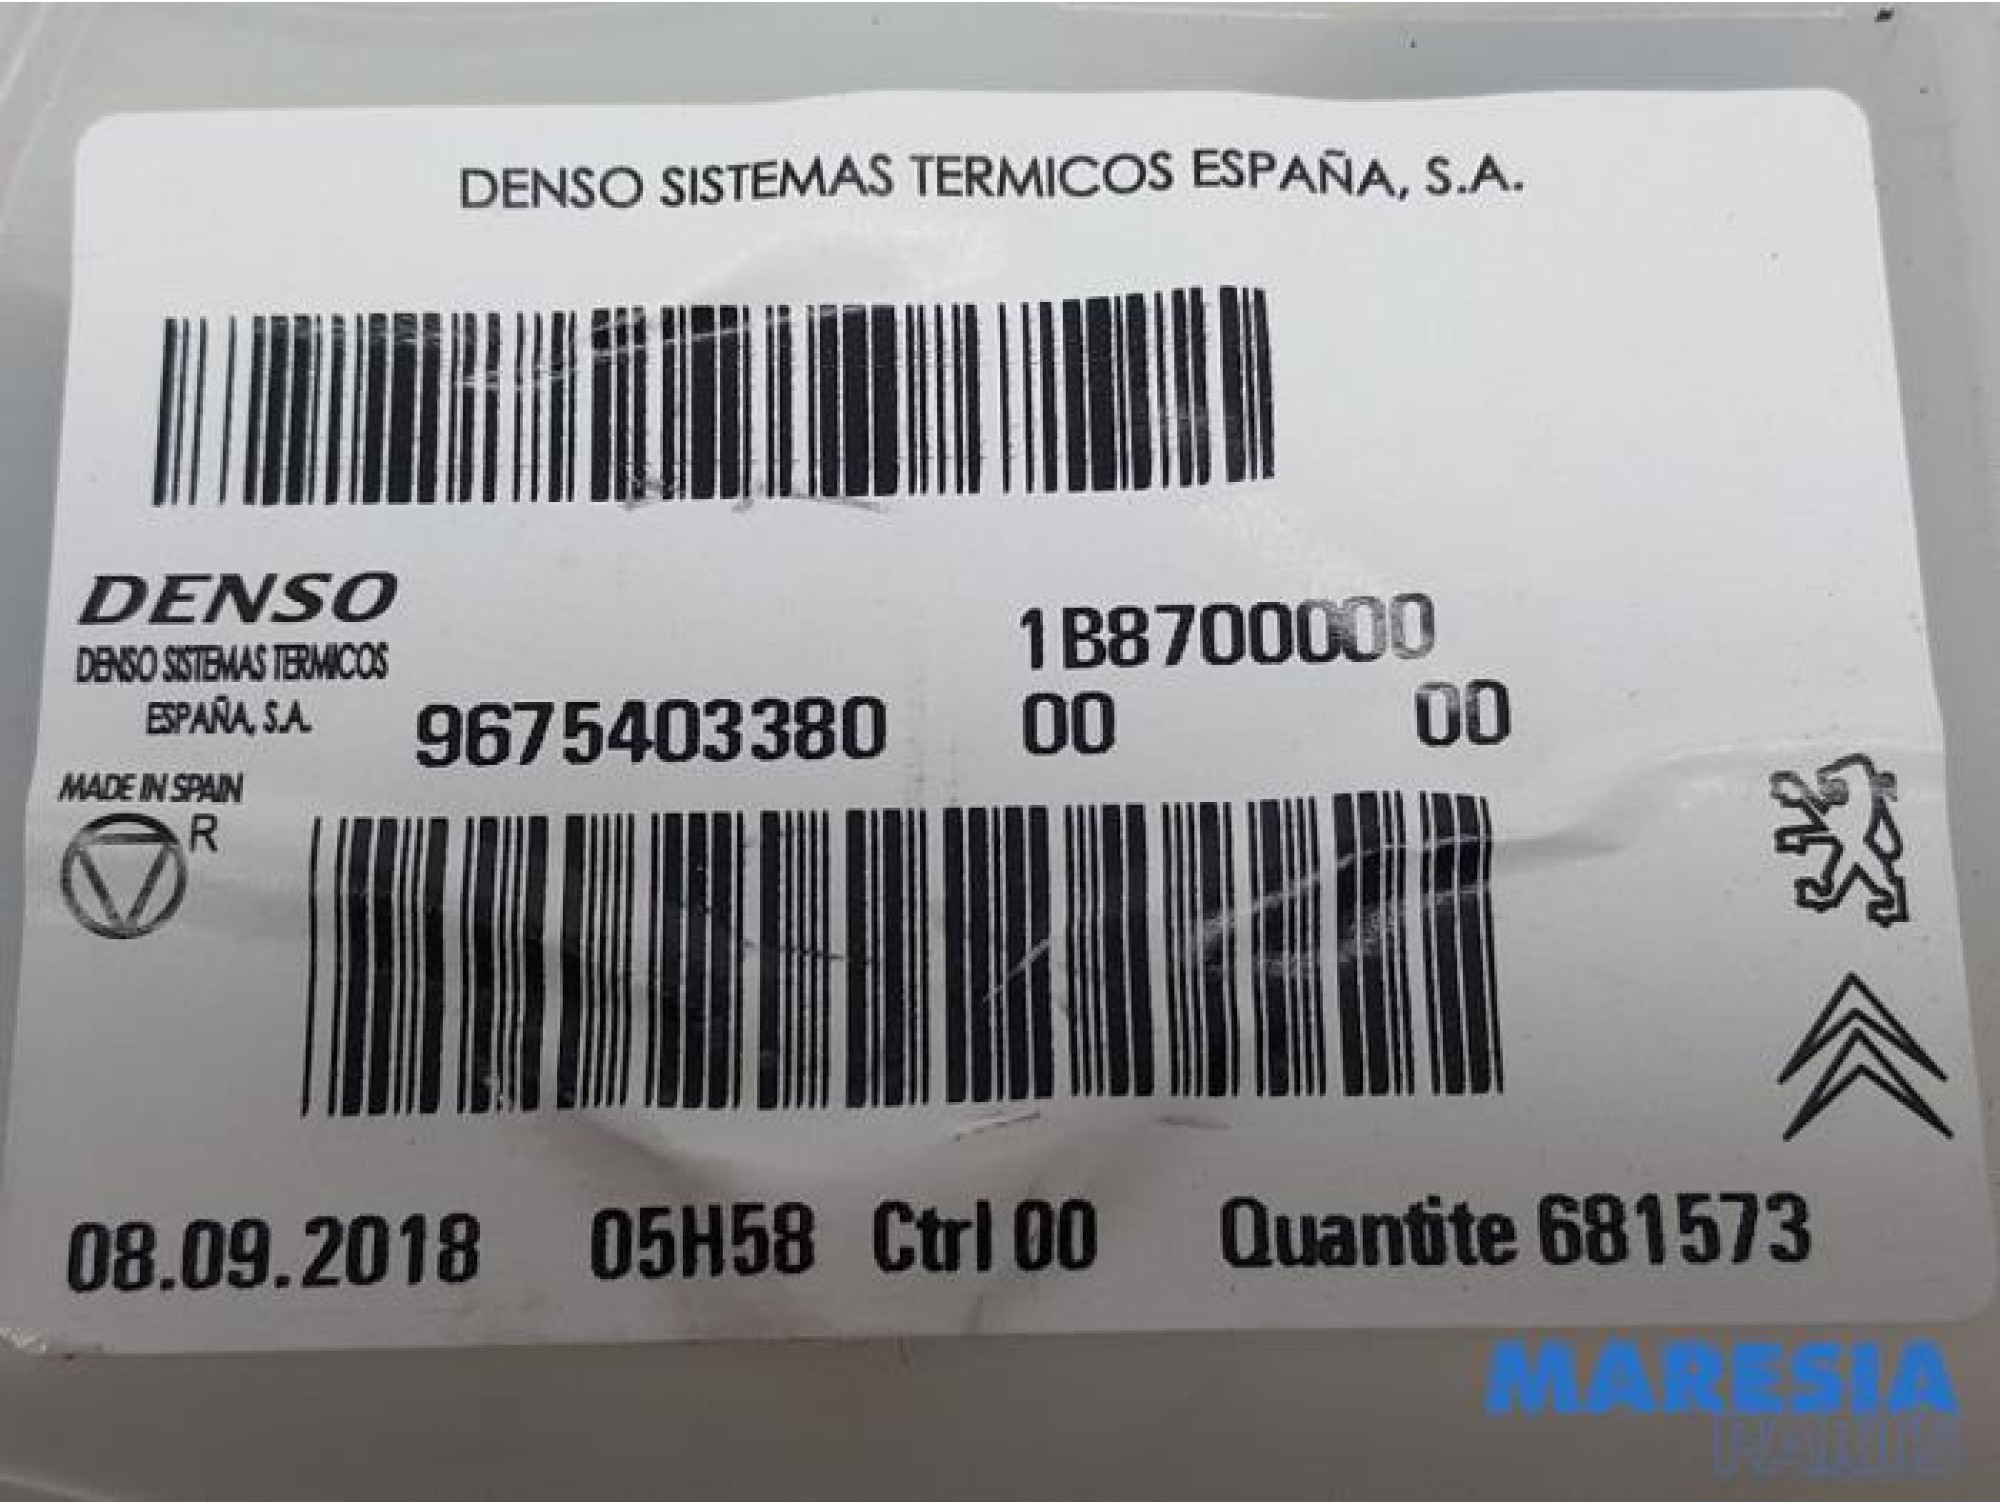 DENSO SISTEMAS TERMICOS ESPAÑA, S.A.
DENSO
DENSO SISTEMAS TERMICOS
ESPAÑA, S.A.
1B8700000
9675403380 00 00
MADE IN SPAIN
R
08.09.2018 05H58 Ctrl 00 Quantite 681573
MARESIA
PARTS